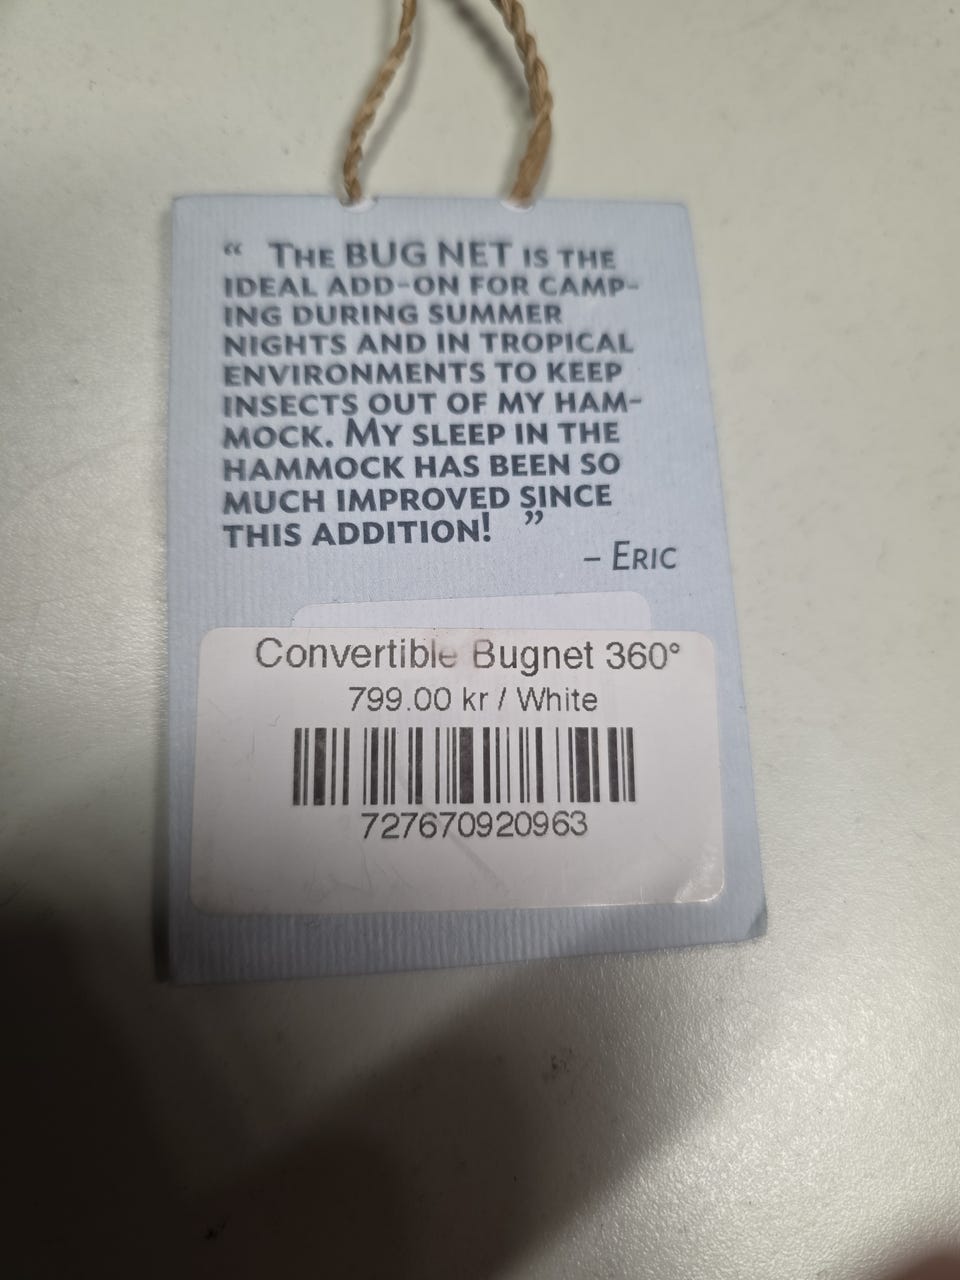 “ The BUG NET is the
ideal add-on for camp-
ing during summer
nights and in tropical
environments to keep
insects out of my ham-
mock. My sleep in the
hammock has been so
much improved since
this addition! ”
– Eric
Convertible Bugnet 360°
799.00 kr / White
727670920963